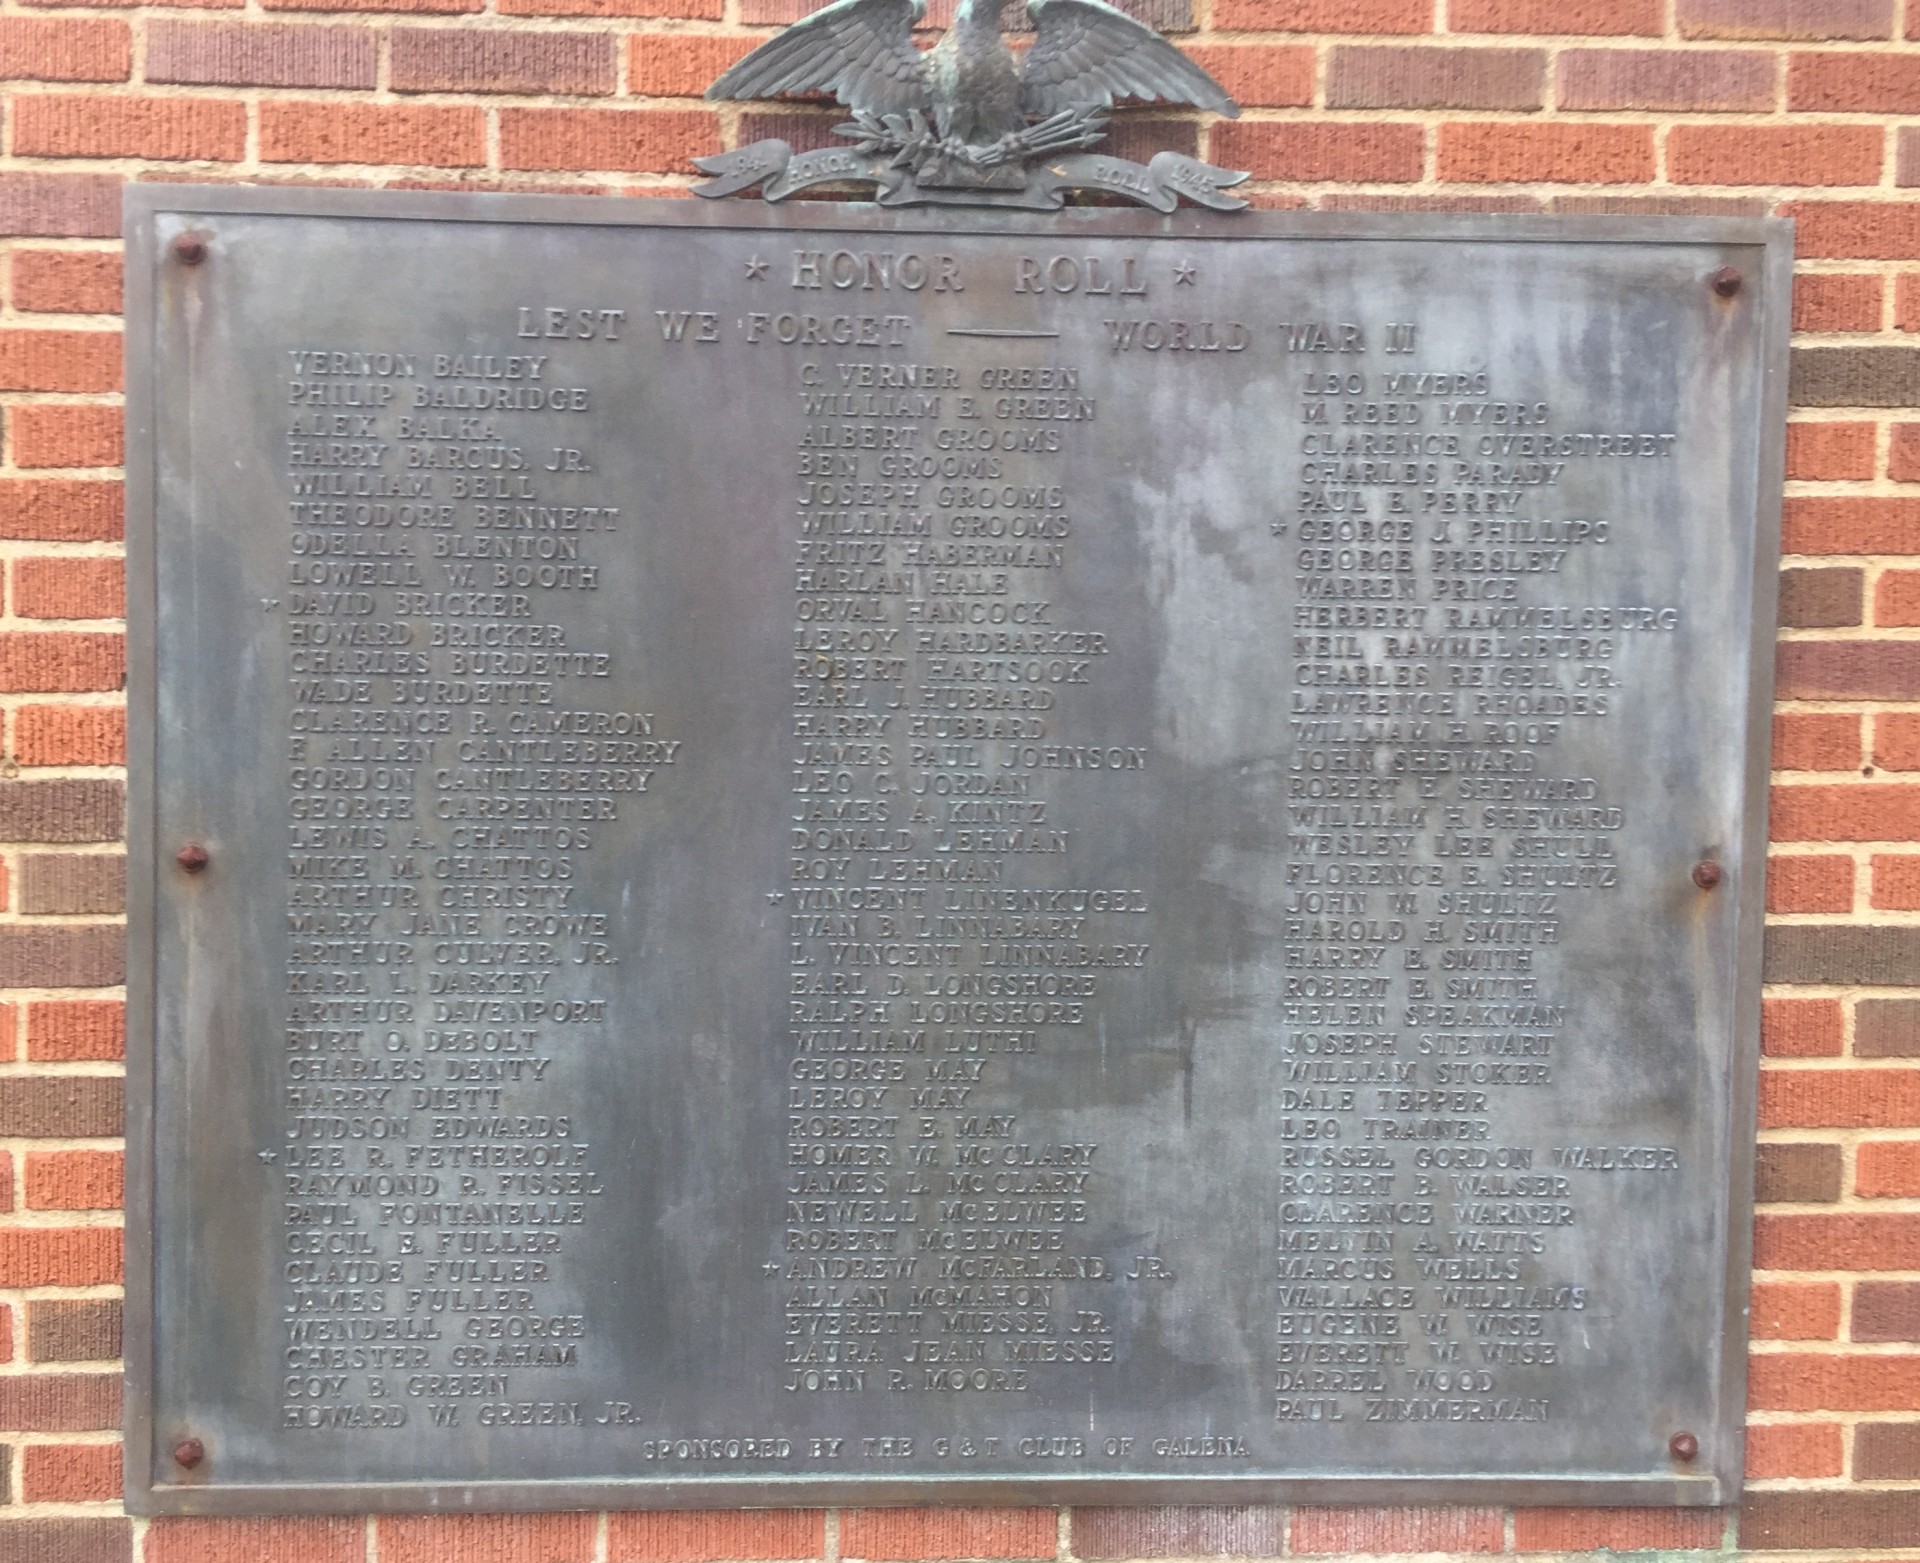 1941 HONOR ROLL 1945
★ HONOR ROLL ★
LEST WE FORGET —— WORLD WAR II
VERNON BAILEY
PHILIP BALDRIDGE
ALEX BALKA
HARRY BARCUS, JR.
WILLIAM BELL
THEODORE BENNETT
ODELLA BLENTON
LOWELL W. BOOTH
★ DAVID BRICKER
HOWARD BRICKER
CHARLES BURDETTE
WADE BURDETTE
CLARENCE R. CAMERON
F. ALLEN CANTLEBERRY
GORDON CANTLEBERRY
GEORGE CARPENTER
LEWIS A. CHATTOS
MIKE M. CHATTOS
ARTHUR CHRISTY
MARY JANE CROWE
ARTHUR CULVER, JR.
KARL L. DARKEY
ARTHUR DAVENPORT
BURT O. DEBOLT
CHARLES DENTY
HARRY DIETT
JUDSON EDWARDS
★ LEE R. FETHEROLF
RAYMOND R. FISSEL
PAUL FONTANELLE
CECIL E. FULLER
CLAUDE FULLER
JAMES FULLER
WENDELL GEORGE
CHESTER GRAHAM
COY B. GREEN
HOWARD W. GREEN, JR.
C. VERNER GREEN
WILLIAM E. GREEN
ALBERT GROOMS
BEN GROOMS
JOSEPH GROOMS
WILLIAM GROOMS
FRITZ HABERMAN
HARLAN HALE
ORVAL HANCOCK
LEROY HARDBARKER
ROBERT HARTSOOK
EARL J. HUBBARD
HARRY HUBBARD
JAMES PAUL JOHNSON
LEO C. JORDAN
JAMES A. KINTZ
DONALD LEHMAN
ROY LEHMAN
★ VINCENT LINENKUGEL
IVAN B. LINNABARY
L. VINCENT LINNABARY
EARL D. LONGSHORE
RALPH LONGSHORE
WILLIAM LUTHI
GEORGE MAY
LEROY MAY
ROBERT E. MAY
HOMER W. MCCLARY
JAMES L. MCCLARY
NEWELL MCELWEE
ROBERT MCELWEE
★ ANDREW MCFARLAND, JR.
ALLAN MCMAHON
EVERETT MIESSE, JR.
LAURA JEAN MIESSE
JOHN R. MOORE
LEO MYERS
M. REED MYERS
CLARENCE OVERSTREET
CHARLES PARADY
PAUL E. PERRY
★ GEORGE J. PHILLIPS
GEORGE PRESLEY
WARREN PRICE
HERBERT RAMMELSBURG
NEIL RAMMELSBURG
CHARLES REIGEL, JR.
LAWRENCE RHOADES
WILLIAM H. ROOF
JOHN SHEWARD
ROBERT E. SHEWARD
WILLIAM H. SHEWARD
WESLEY LEE SHULL
FLORENCE E. SHULTZ
JOHN W. SHULTZ
HAROLD H. SMITH
HARRY E. SMITH
ROBERT E. SMITH
HELEN SPEAKMAN
JOSEPH STEWART
WILLIAM STOKER
DALE TEPPER
LEO TRAINER
RUSSEL GORDON WALKER
ROBERT B. WALSER
CLARENCE WARNER
MELVIN A. WATTS
MARCUS WELLS
WALLACE WILLIAMS
EUGENE W. WISE
EVERETT W. WISE
DARREL WOOD
PAUL ZIMMERMAN
SPONSORED BY THE G & T CLUB OF GALENA